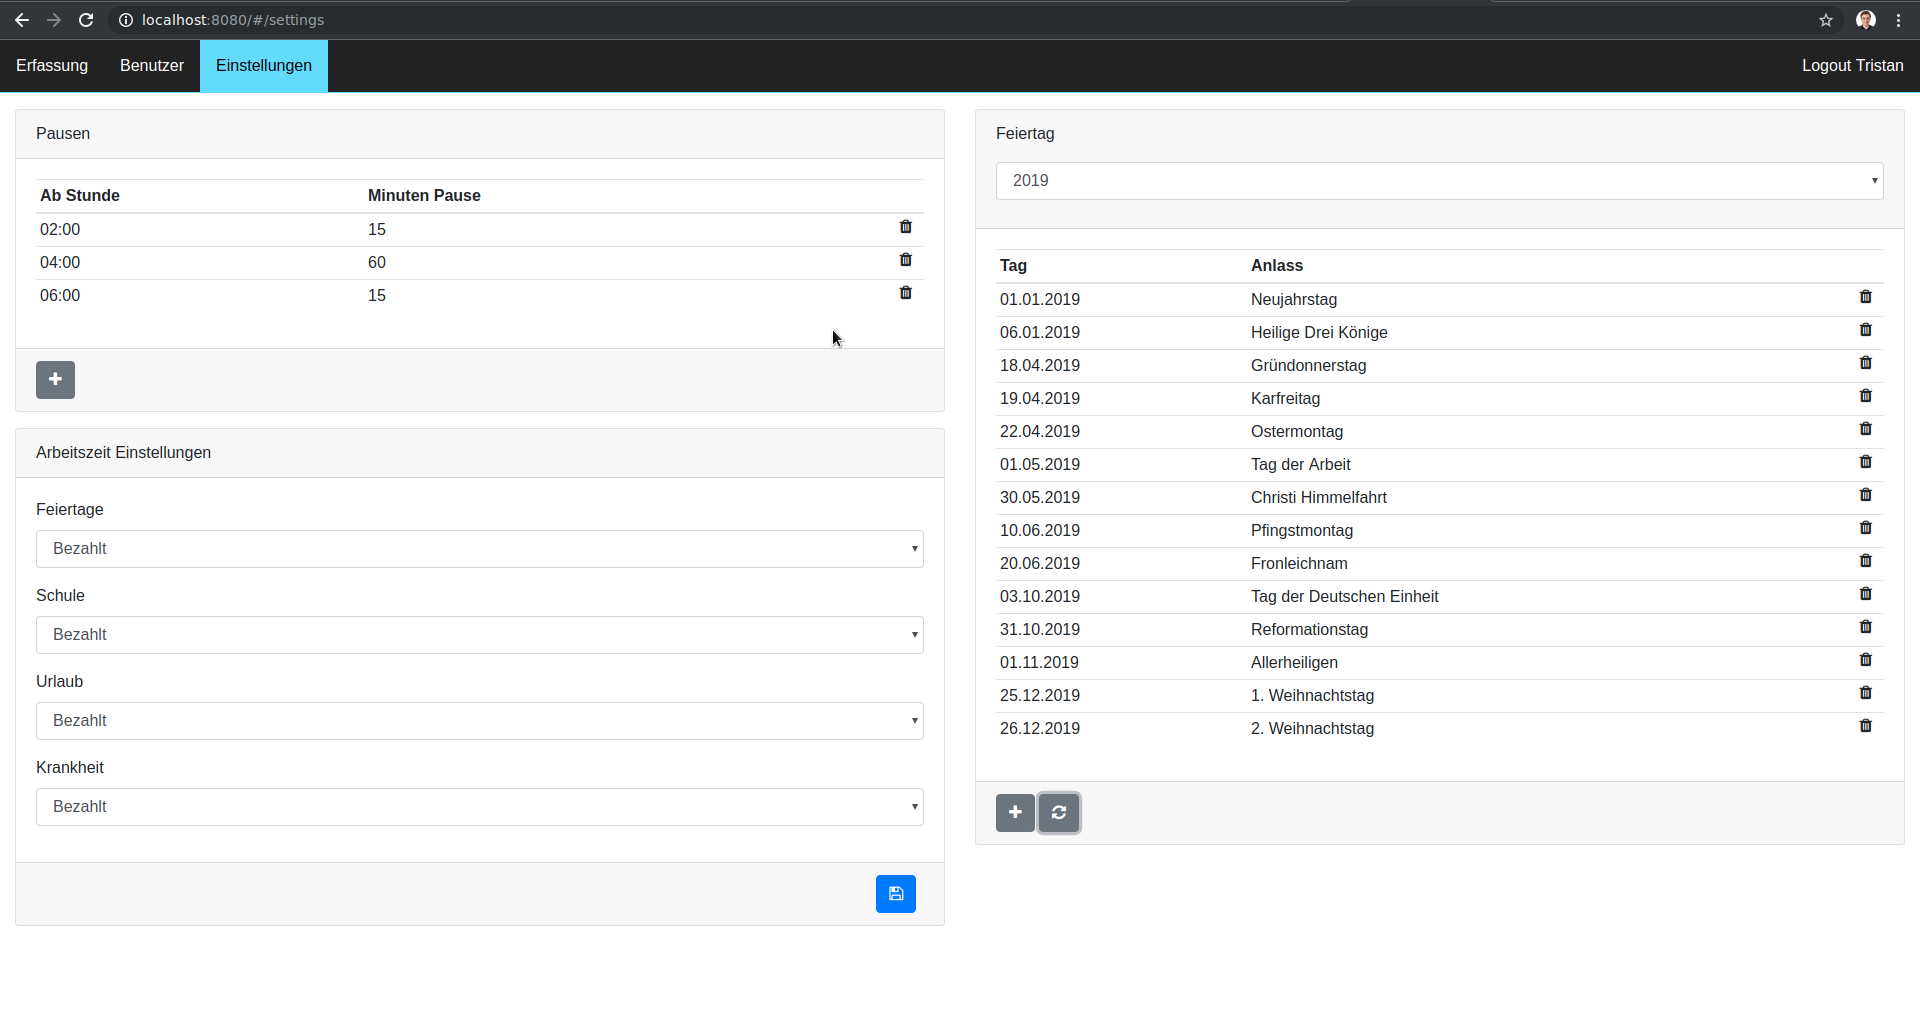 localhost:8080/#/settings
Erfassung Benutzer Einstellungen Logout Tristan
Pausen
Ab Stunde Minuten Pause
02:00 15
04:00 60
06:00 15
Arbeitszeit Einstellungen
Feiertage
Bezahlt
Schule
Bezahlt
Urlaub
Bezahlt
Krankheit
Bezahlt
Feiertag
2019
Tag Anlass
01.01.2019 Neujahrstag
06.01.2019 Heilige Drei Könige
18.04.2019 Gründonnerstag
19.04.2019 Karfreitag
22.04.2019 Ostermontag
01.05.2019 Tag der Arbeit
30.05.2019 Christi Himmelfahrt
10.06.2019 Pfingstmontag
20.06.2019 Fronleichnam
03.10.2019 Tag der Deutschen Einheit
31.10.2019 Reformationstag
01.11.2019 Allerheiligen
25.12.2019 1. Weihnachtstag
26.12.2019 2. Weihnachtstag